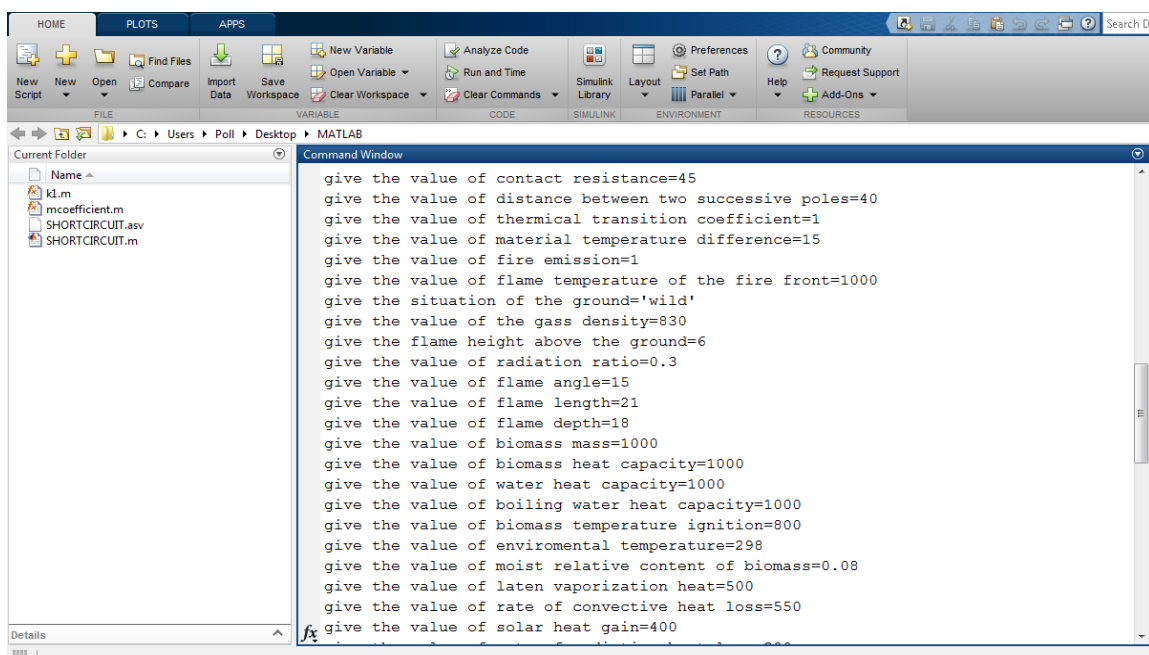 HOME PLOTS APPS
Search D
New Script
New
Open
Find Files
Compare
Import Data
Save Workspace
New Variable
Open Variable
Clear Workspace
Analyze Code
Run and Time
Clear Commands
Simulink Library
Layout
Preferences
Set Path
Parallel
Help
Community
Request Support
Add-Ons
FILE VARIABLE CODE SIMULINK ENVIRONMENT RESOURCES
C: Users Poll Desktop MATLAB
Current Folder
Name
k1.m
mcoefficient.m
SHORTCIRCUIT.asv
SHORTCIRCUIT.m
Details
Command Window
give the value of contact resistance=45
give the value of distance between two successive poles=40
give the value of thermical transition coefficient=1
give the value of material temperature difference=15
give the value of fire emission=1
give the value of flame temperature of the fire front=1000
give the situation of the ground='wild'
give the value of the gass density=830
give the flame height above the ground=6
give the value of radiation ratio=0.3
give the value of flame angle=15
give the value of flame length=21
give the value of flame depth=18
give the value of biomass mass=1000
give the value of biomass heat capacity=1000
give the value of water heat capacity=1000
give the value of boiling water heat capacity=1000
give the value of biomass temperature ignition=800
give the value of enviromental temperature=298
give the value of moist relative content of biomass=0.08
give the value of laten vaporization heat=500
give the value of rate of convective heat loss=550
fx give the value of solar heat gain=400